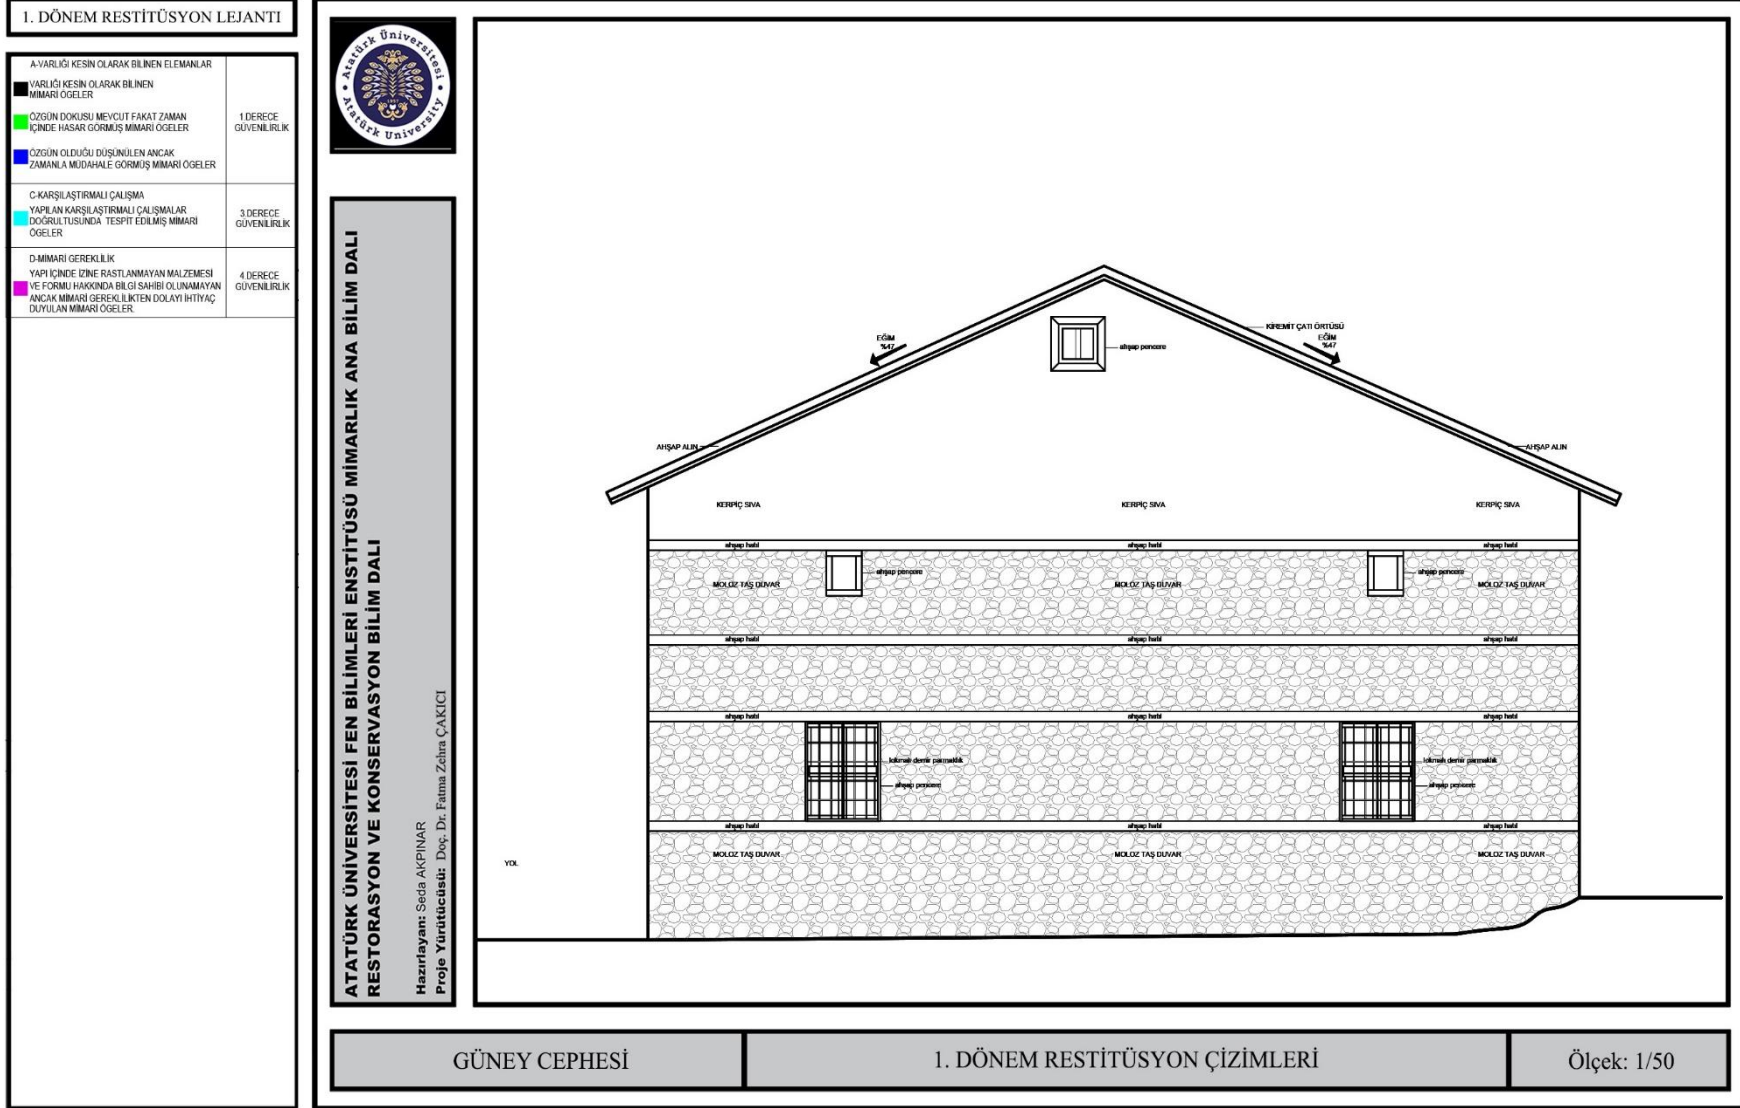 1. DÖNEM RESTİTÜSYON LEJANTI
A-VARLIĞI KESİN OLARAK BİLİNEN ELEMANLAR
VARLIĞI KESİN OLARAK BİLİNEN
MİMARİ ÖGELER
ÖZGÜN DOKUSU MEVCUT FAKAT ZAMAN
İÇİNDE HASAR GÖRMÜŞ MİMARİ ÖGELER
ÖZGÜN OLDUĞU DÜŞÜNÜLEN ANCAK
ZAMANLA MÜDAHALE GÖRMÜŞ MİMARİ ÖGELER
1.DERECE
GÜVENİLİRLİK
C-KARŞILAŞTIRMALI ÇALIŞMA
YAPILAN KARŞILAŞTIRMALI ÇALIŞMALAR
DOĞRULTUSUNDA TESPİT EDİLMİŞ MİMARİ
ÖGELER
3.DERECE
GÜVENİLİRLİK
D-MİMARİ GEREKLİLİK
YAPI İÇİNDE İZİNE RASTLANMAYAN MALZEMESİ
VE FORMU HAKKINDA BİLGİ SAHİBİ OLUNAMAYAN
ANCAK MİMARİ GEREKLİLİKTEN DOLAYI İHTİYAÇ
DUYULAN MİMARİ ÖGELER.
4.DERECE
GÜVENİLİRLİK
Atatürk Üniversitesi
Atatürk University
1957
ATATÜRK ÜNİVERSİTESİ FEN BİLİMLERİ ENSTİTÜSÜ MİMARLIK ANA BİLİM DALI
RESTORASYON VE KONSERVASYON BİLİM DALI
Hazırlayan: Seda AKPINAR
Proje Yürütücüsü: Doç. Dr. Fatma Zehra ÇAKICI
KİREMİT ÇATI ÖRTÜSÜ
EĞİM
%47
EĞİM
%47
ahşap pencere
AHŞAP ALIN
AHŞAP ALIN
KERPİÇ SIVA KERPİÇ SIVA KERPİÇ SIVA
ahşap hatıl ahşap hatıl ahşap hatıl
ahşap pencere ahşap pencere
MOLOZ TAŞ DUVAR MOLOZ TAŞ DUVAR MOLOZ TAŞ DUVAR
ahşap hatıl ahşap hatıl ahşap hatıl
ahşap hatıl ahşap hatıl ahşap hatıl
lokmalı demir parmaklık lokmalı demir parmaklık
ahşap pencere ahşap pencere
ahşap hatıl ahşap hatıl ahşap hatıl
MOLOZ TAŞ DUVAR MOLOZ TAŞ DUVAR MOLOZ TAŞ DUVAR
YOL
GÜNEY CEPHESİ
1. DÖNEM RESTİTÜSYON ÇİZİMLERİ
Ölçek: 1/50